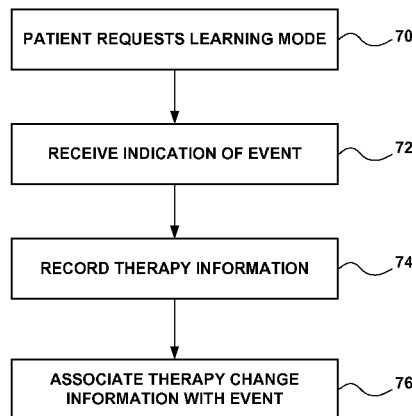 PATIENT REQUESTS LEARNING MODE 70
RECEIVE INDICATION OF EVENT 72
RECORD THERAPY INFORMATION 74
ASSOCIATE THERAPY CHANGE
INFORMATION WITH EVENT 76